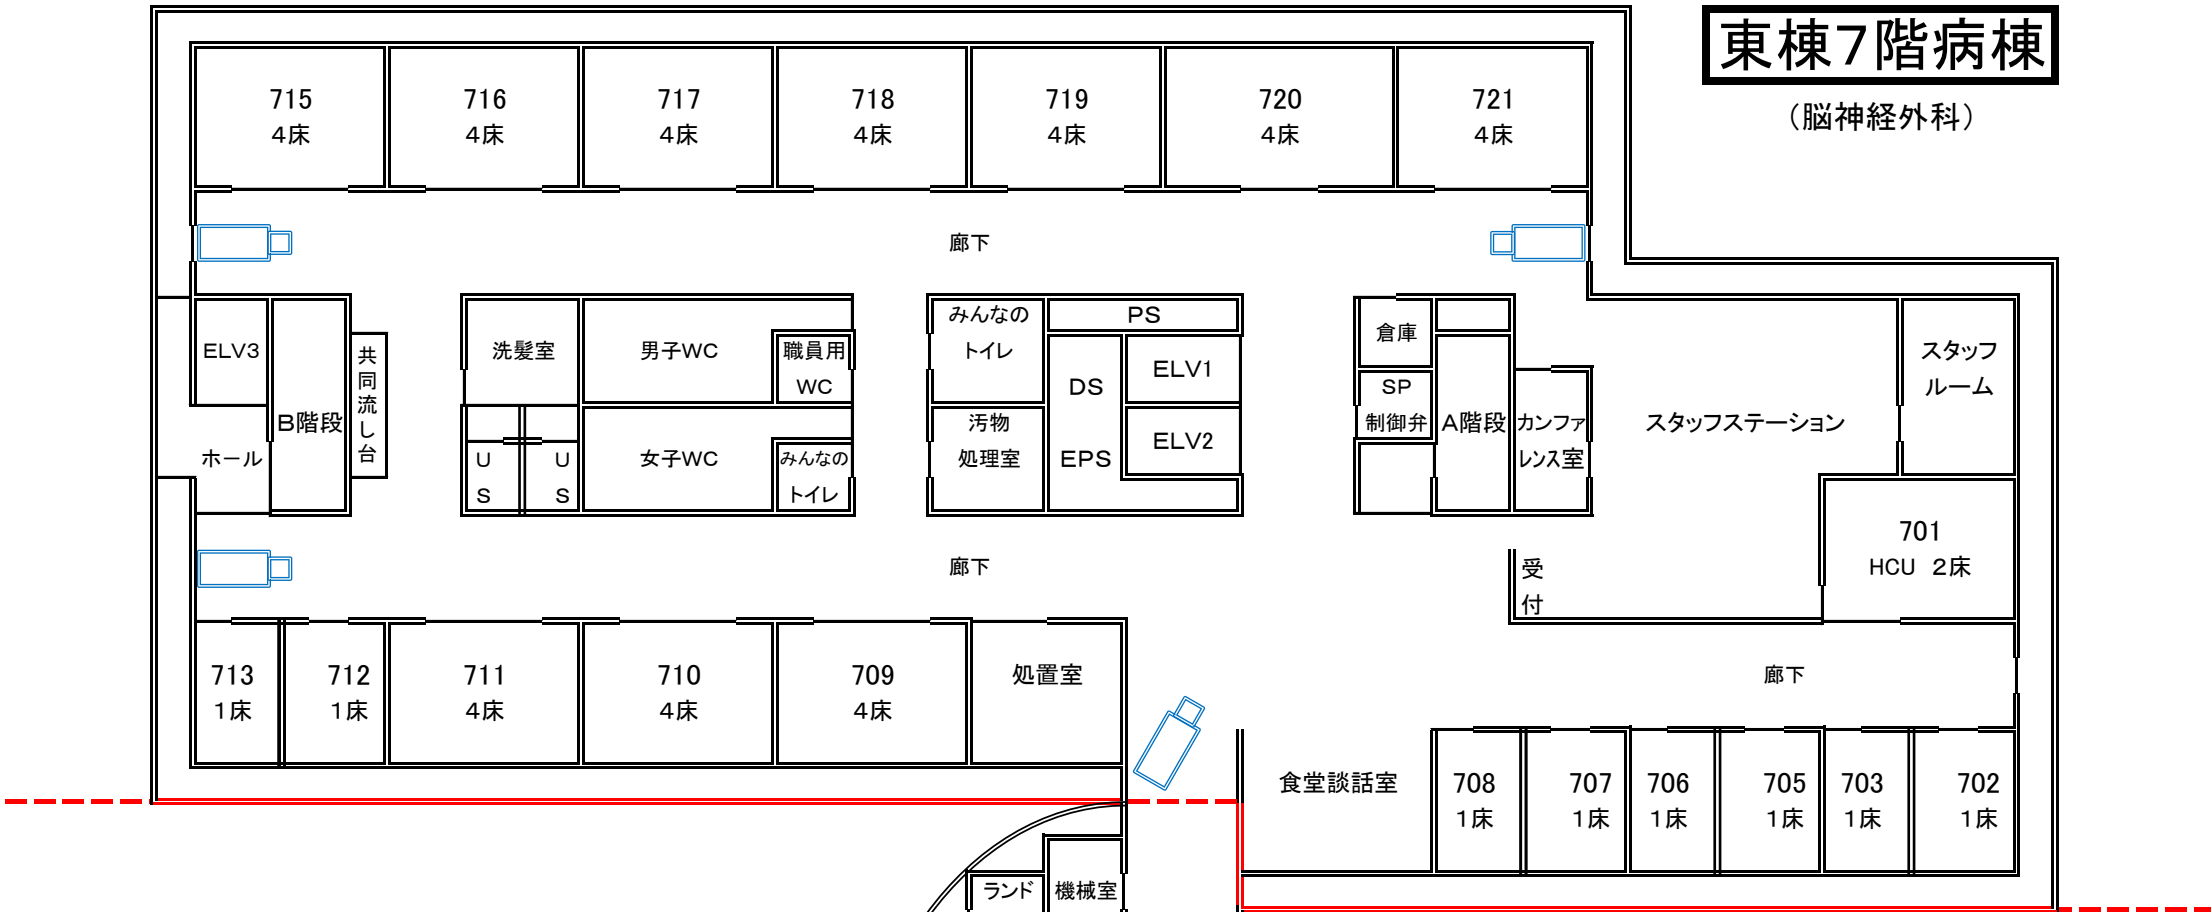 東棟７階病棟
（脳神経外科）
715
４床
716
４床
717
４床
718
４床
719
４床
720
４床
721
４床
廊下
ELV3
B階段
共同流し台
ホール
洗髪室
男子WC
職員用
WC
US
US
女子WC
みんなの
トイレ
みんなの
トイレ
汚物
処理室
PS
DS
EPS
ELV1
ELV2
倉庫
SP
制御弁
A階段
カンファ
レンス室
スタッフステーション
スタッフ
ルーム
701
HCU　２床
受付
廊下
廊下
713
１床
712
１床
711
４床
710
４床
709
４床
処置室
食堂談話室
708
１床
707
１床
706
１床
705
１床
703
１床
702
１床
ランド
機械室